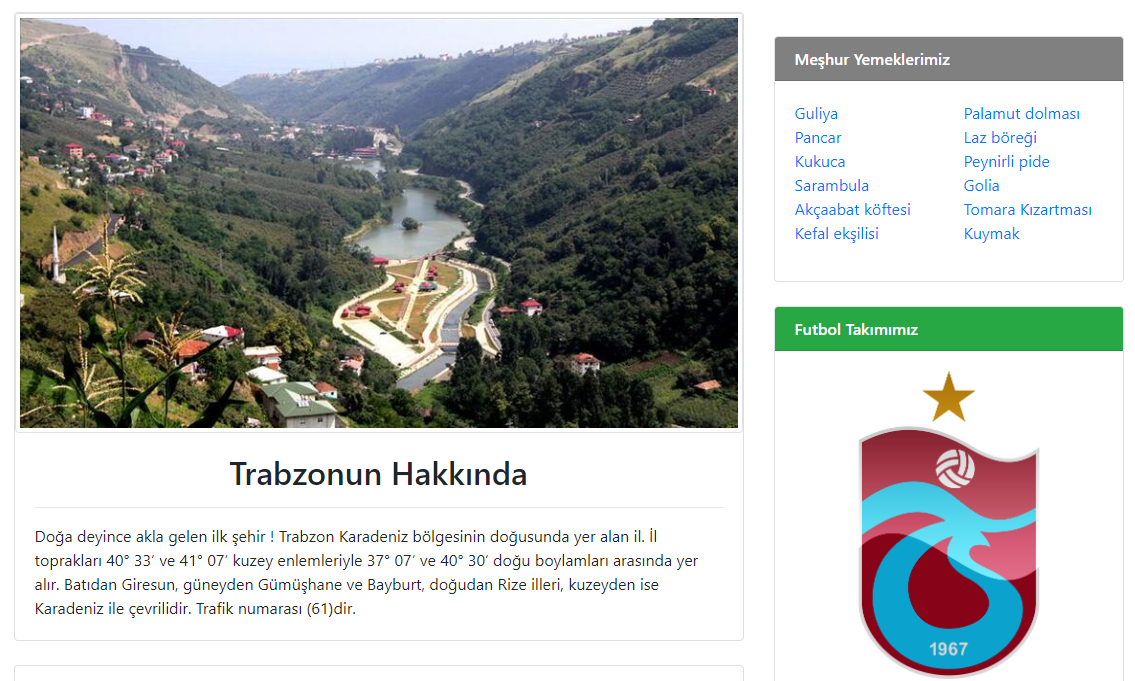 Trabzonun Hakkında
Doğa deyince akla gelen ilk şehir ! Trabzon Karadeniz bölgesinin doğusunda yer alan il. İl
toprakları 40° 33′ ve 41° 07′ kuzey enlemleriyle 37° 07′ ve 40° 30′ doğu boylamları arasında yer
alır. Batıdan Giresun, güneyden Gümüşhane ve Bayburt, doğudan Rize illeri, kuzeyden ise
Karadeniz ile çevrilidir. Trafik numarası (61)dir.
Meşhur Yemeklerimiz
Guliya
Pancar
Kukuca
Sarambula
Akçaabat köftesi
Kefal ekşilisi
Palamut dolması
Laz böreği
Peynirli pide
Golia
Tomara Kızartması
Kuymak
Futbol Takımımız
1967